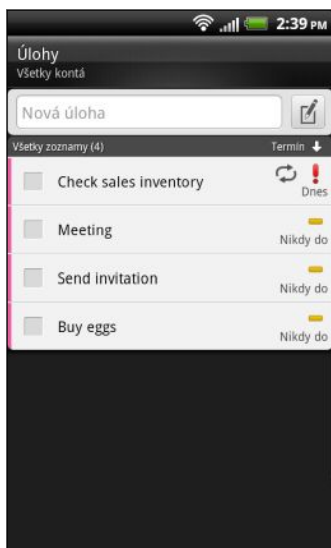 2:39 PM
Úlohy
Všetky kontá
Nová úloha
Všetky zoznamy (4) Termín
Check sales inventory
Dnes
Meeting
Nikdy do
Send invitation
Nikdy do
Buy eggs
Nikdy do